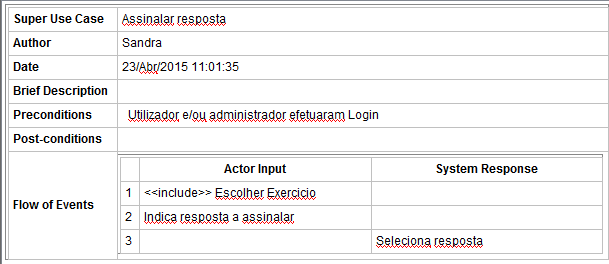 Super Use Case Assinalar resposta
Author Sandra
Date 23/Abr/2015 11:01:35
Brief Description
Preconditions Utilizador e/ou administrador efetuaram Login
Post-conditions
Flow of Events
Actor Input System Response
1 <<include>> Escolher Exercicio
2 Indica resposta a assinalar
3 Seleciona resposta